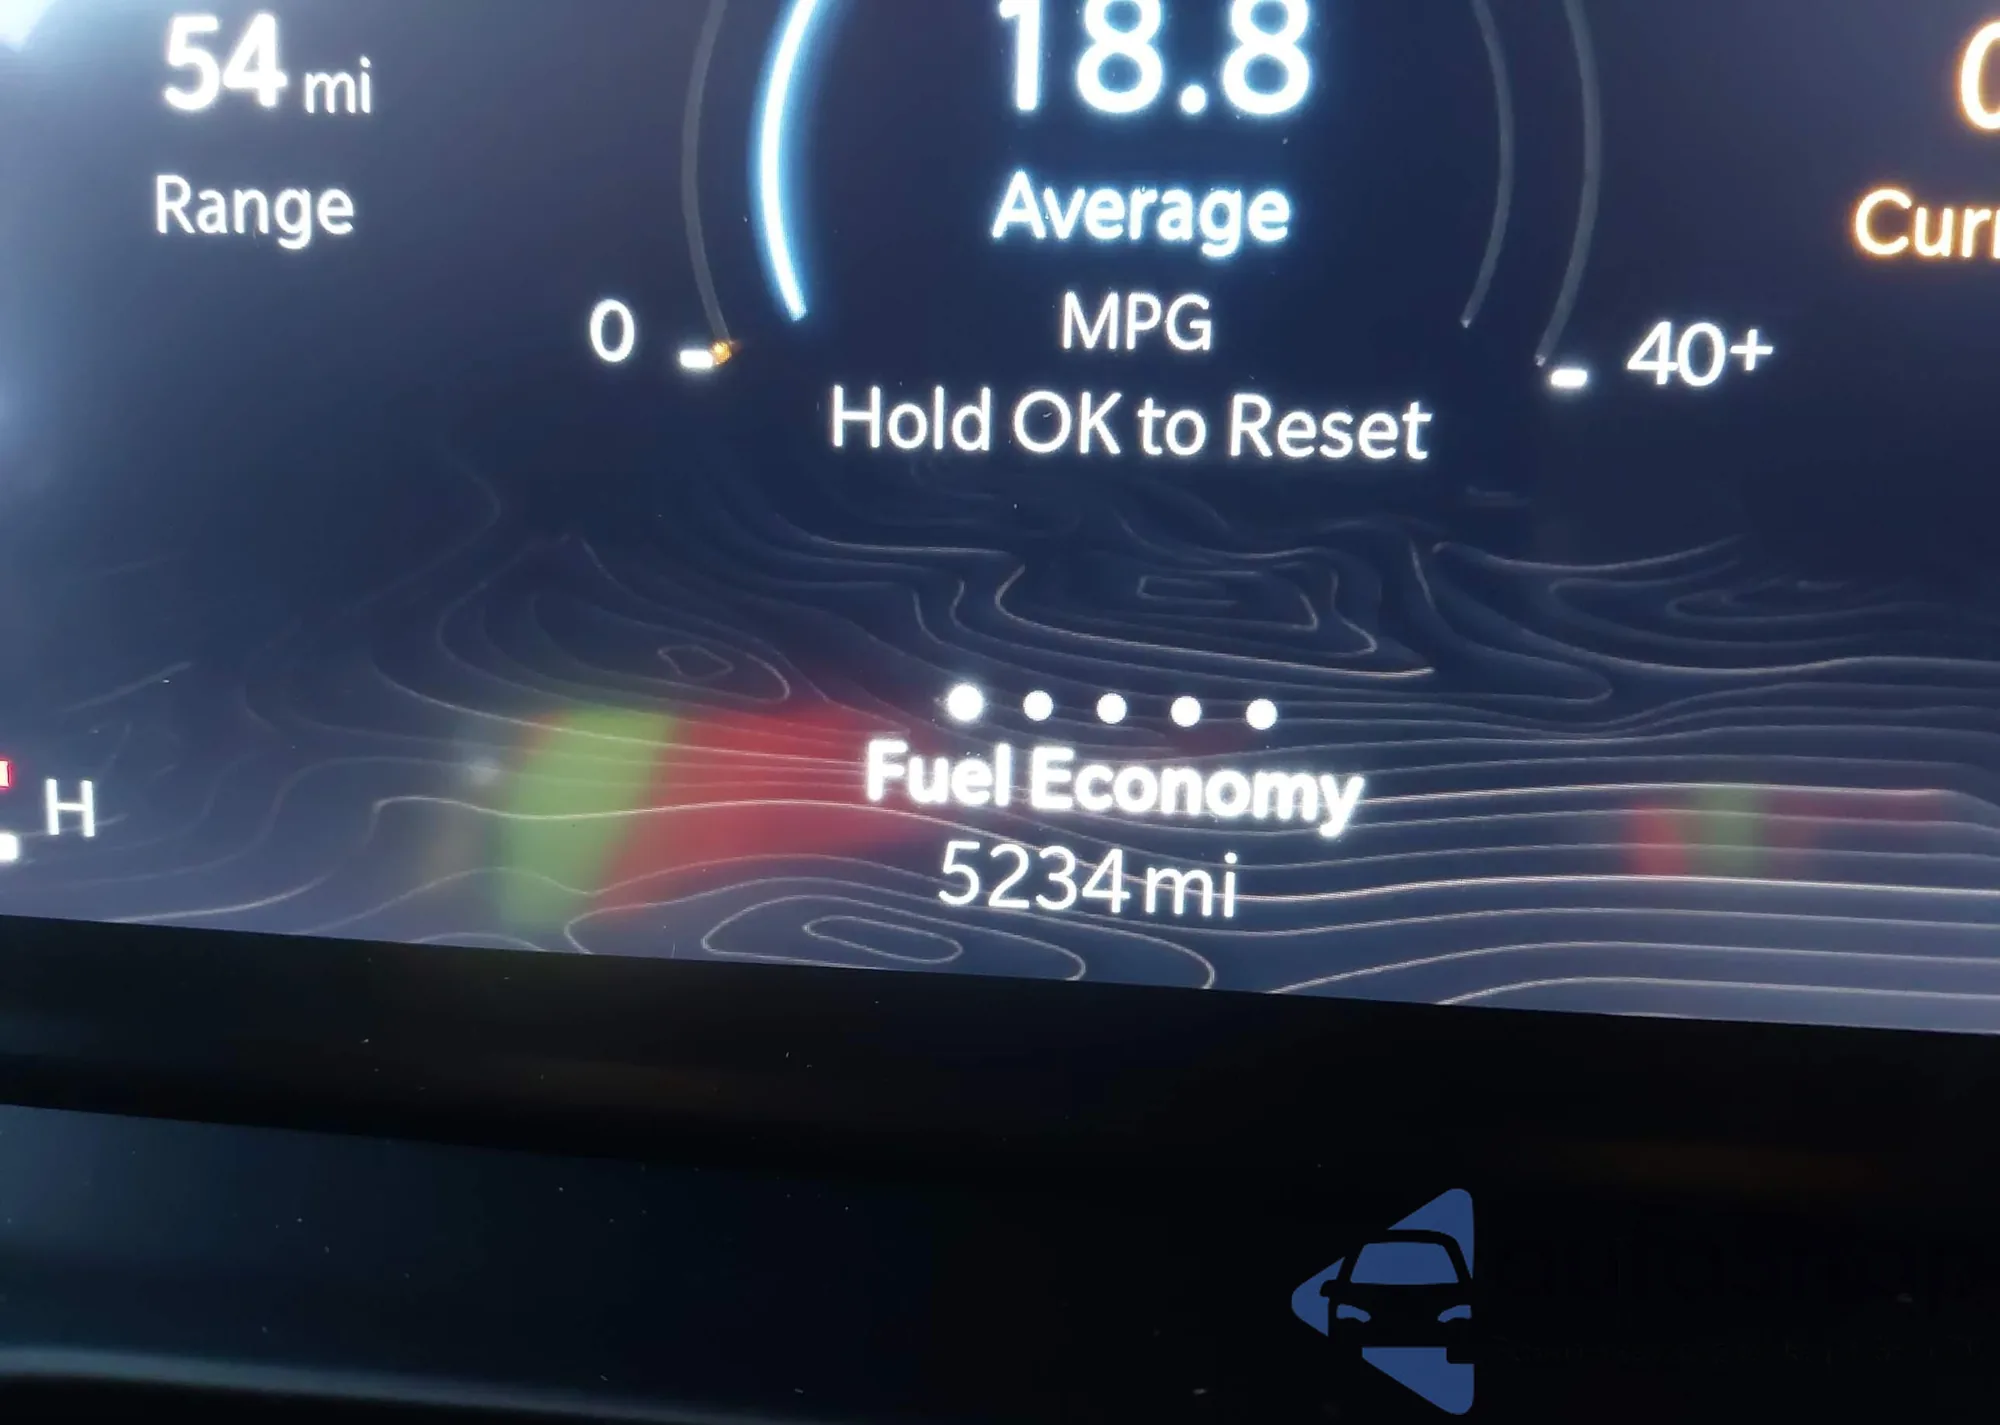 18.8
54 mi
Average
Range
MPG
0
40+
Hold OK to Reset
Fuel Economy
H
5234 mi